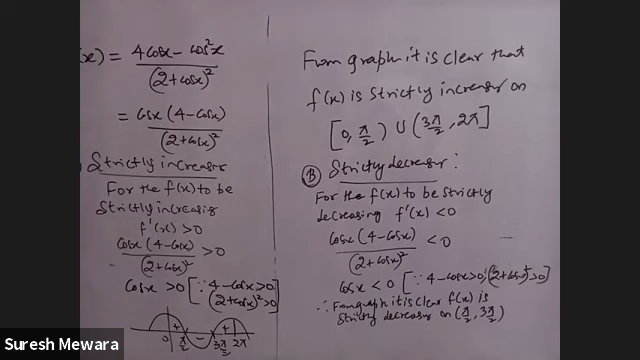 (x) = 4cosx - cos²x / (2+cosx)²
= cosx (4-cosx) / (2+cosx)²
Strictly increasin
For the f(x) to be
Strictly increasing
f'(x) > 0
cosx (4-cosx) / (2+cosx)² > 0
cosx > 0 [∵ 4-cosx>0, (2+cosx)²>0]
+ - +
0 π/2 3π/2 2π
From graph it is clear that
f(x) is strictly increasin on
[0, π/2) ∪ (3π/2, 2π]
(B) Strictly decreasin :
For the f(x) to be strictly
decreasing f'(x) < 0
cosx (4-cosx) / (2+cosx)² < 0
cosx < 0 [∵ 4-cosx>0, (2+cosx)²>0]
∴ From graph it is clear f(x) is
Strictly decreasin on (π/2, 3π/2)
Suresh Mewara